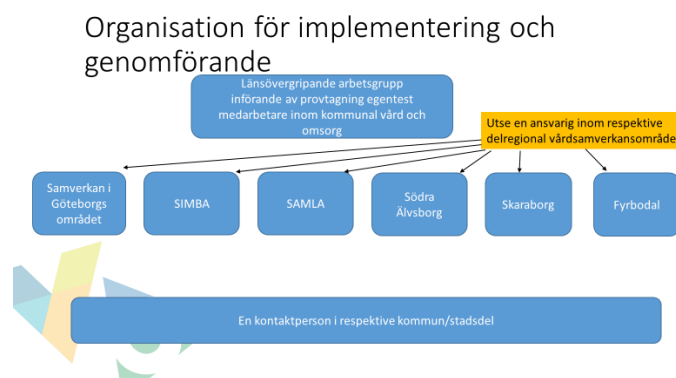 Organisation för implementering och
genomförande
Länsövergripande arbetsgrupp
införande av provtagning egentest
medarbetare inom kommunal vård och
omsorg
Utse en ansvarig inom respektive
delregional vårdsamverkansområde
Samverkan i
Göteborgs
området
SIMBA
SAMLA
Södra
Älvsborg
Skaraborg
Fyrbodal
En kontaktperson i respektive kommun/stadsdel